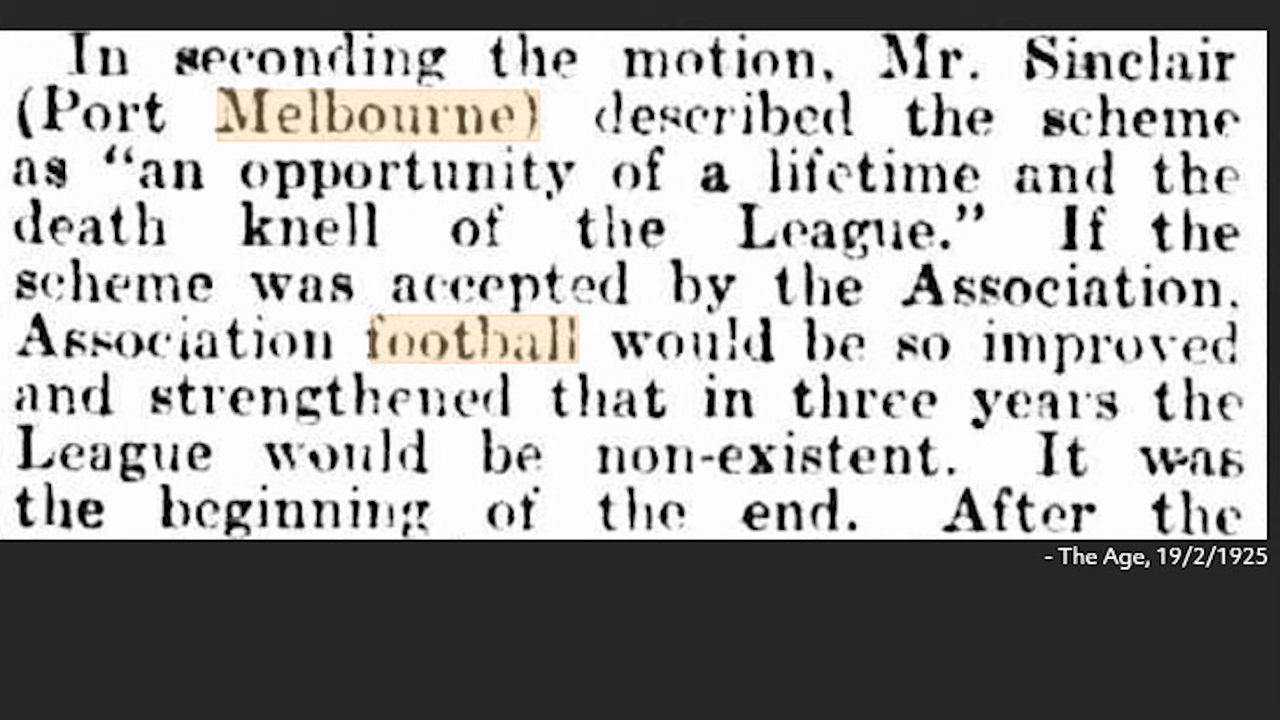 In seconding the motion, Mr. Sinclair
(Port Melbourne) described the scheme
as “an opportunity of a lifetime and the
death knell of the League.” If the
scheme was accepted by the Association.
Association football would be so improved
and strengthened that in three years the
League would be non-existent. It was
the beginning of the end. After the
- The Age, 19/2/1925